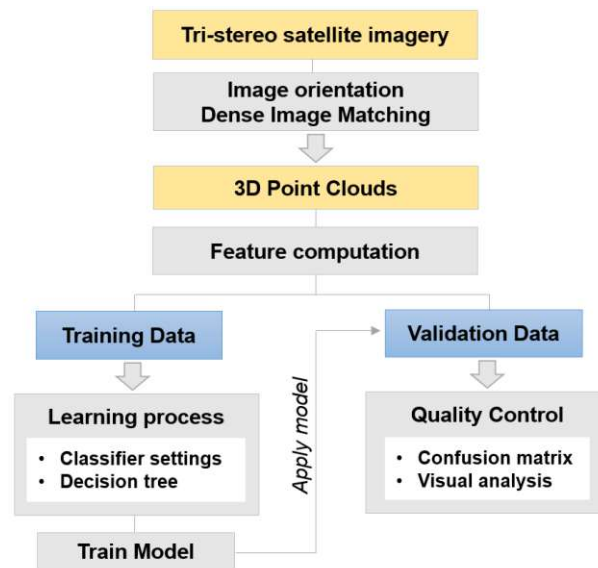 Tri-stereo satellite imagery
Image orientation
Dense Image Matching
3D Point Clouds
Feature computation
Training Data
Validation Data
Learning process
• Classifier settings
• Decision tree
Apply model
Quality Control
• Confusion matrix
• Visual analysis
Train Model